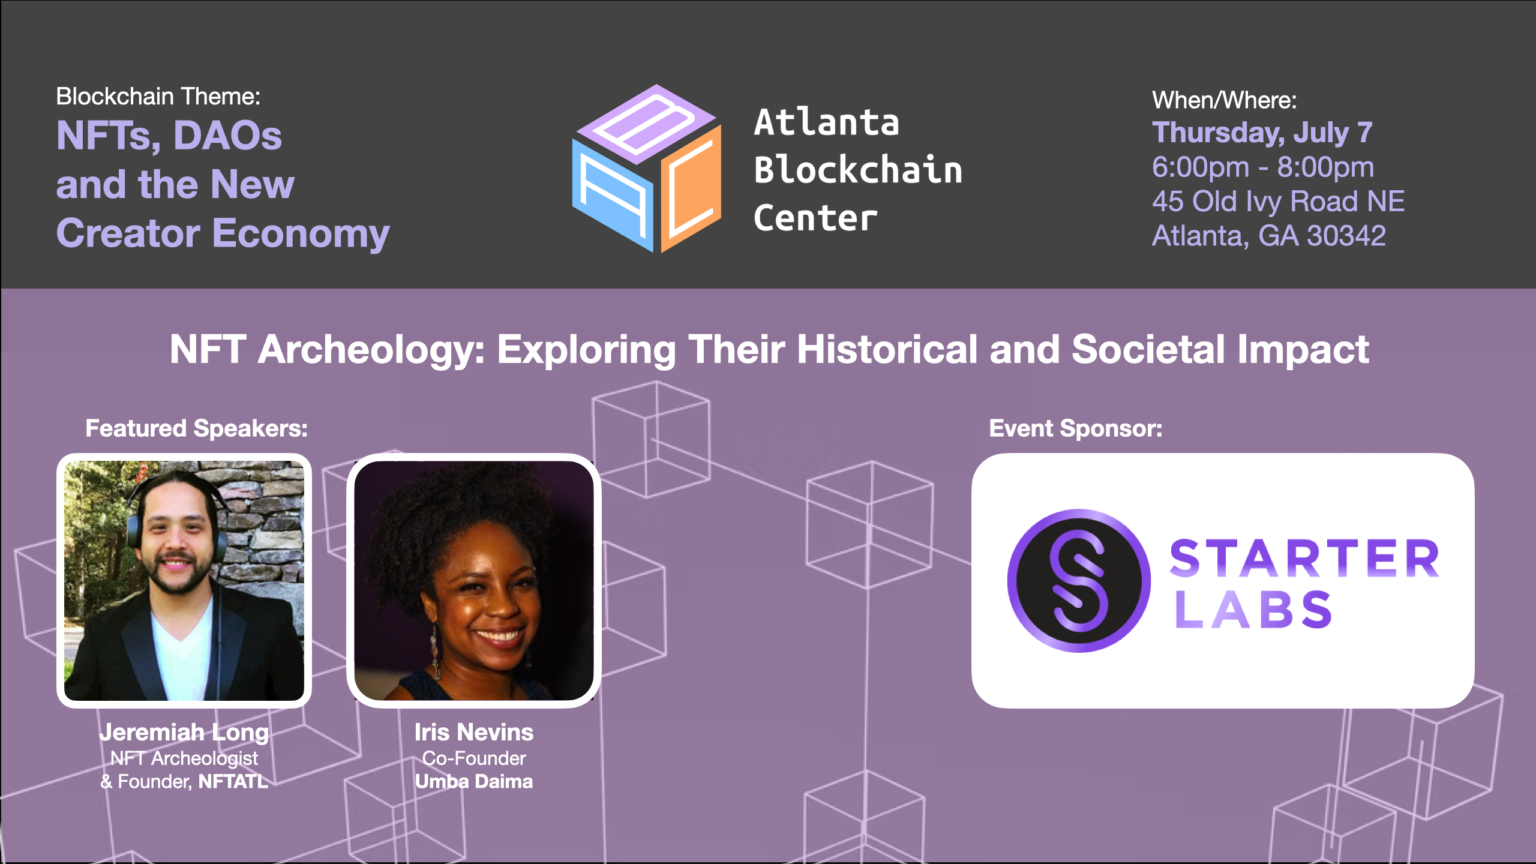 Blockchain Theme:
NFTs, DAOs
and the New
Creator Economy
B
A
C
Atlanta
Blockchain
Center
When/Where:
Thursday, July 7
6:00pm - 8:00pm
45 Old Ivy Road NE
Atlanta, GA 30342
NFT Archeology: Exploring Their Historical and Societal Impact
Featured Speakers:
Jeremiah Long
NFT Archeologist
& Founder, NFTATL
Iris Nevins
Co-Founder
Umba Daima
Event Sponsor:
S
STARTER
LABS